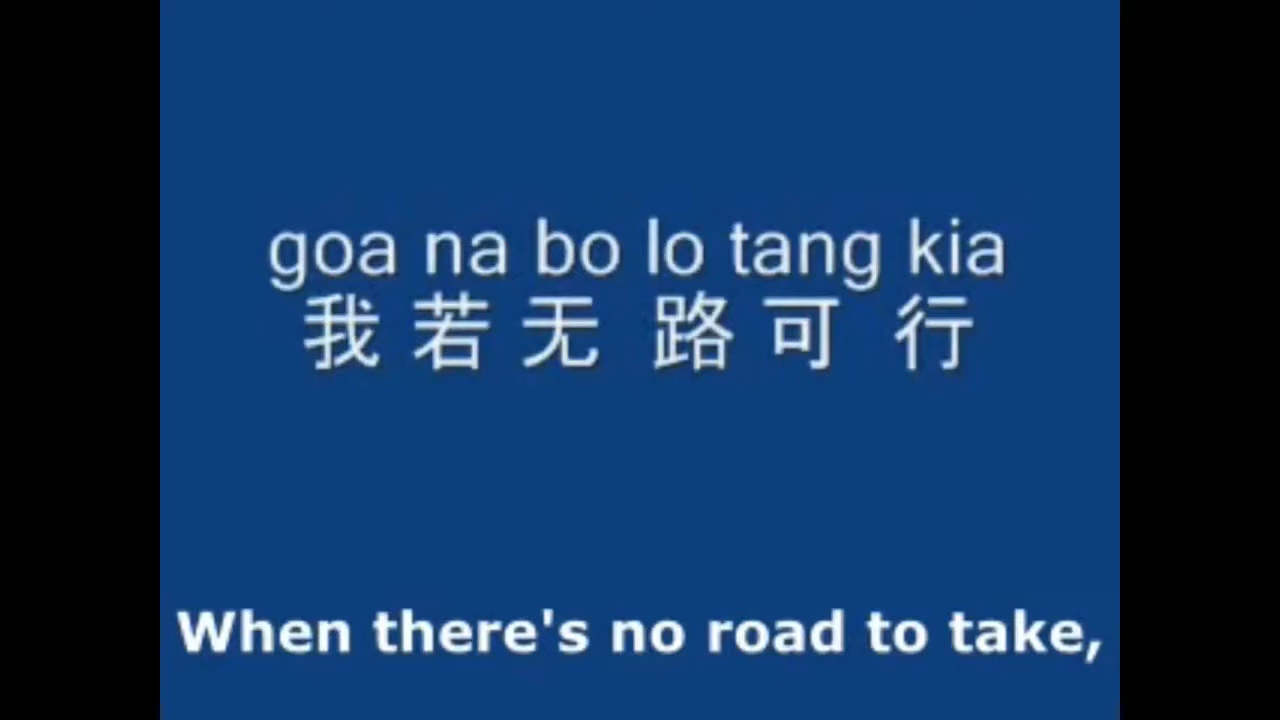 goa na bo lo tang kia
我 若 无 路 可 行
When there's no road to take,